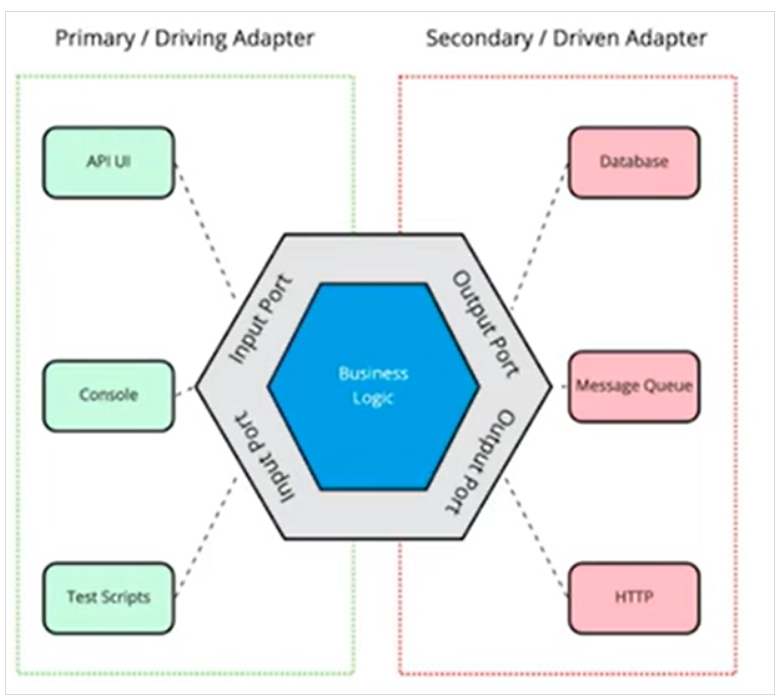 Primary / Driving Adapter
Secondary / Driven Adapter
API UI
Database
Input Port
Output Port
Business
Logic
Console
Message Queue
Input Port
Output Port
Test Scripts
HTTP